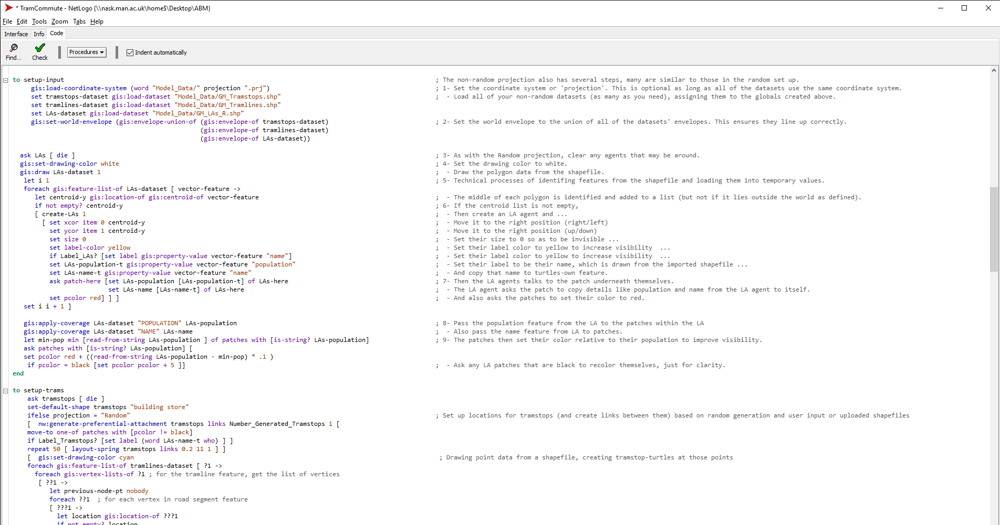 * TramCommute - NetLogo {\\nask.man.ac.uk\home$\Desktop\ABM}
File Edit Tools Zoom Tabs Help
Interface Info Code
Find... Check Procedures Indent automatically
to setup-input ; The non-random projection also has several steps, many are similar to those in the random set up.
gis:load-coordinate-system (word "Model_Data/" projection ".prj") ; 1- Set the coordinate system or 'projection'. This is optional as long as all of the datasets use the same coordinate system.
set tramstops-dataset gis:load-dataset "Model_Data/GM_Tramstops.shp" ; - Load all of your non-random datasets (as many as you need), assigning them to the globals created above.
set tramlines-dataset gis:load-dataset "Model_Data/GM_Tramlines.shp"
set LAs-dataset gis:load-dataset "Model_Data/GM_LAs_R.shp"
gis:set-world-envelope (gis:envelope-union-of (gis:envelope-of tramstops-dataset) ; 2- Set the world envelope to the union of all of the datasets' envelopes. This ensures they line up correctly.
(gis:envelope-of tramlines-dataset)
(gis:envelope-of LAs-dataset))
ask LAs [ die ] ; 3- As with the Random projection, clear any agents that may be around.
gis:set-drawing-color white ; 4- Set the drawing color to white.
gis:draw LAs-dataset 1 ; - Draw the polygon data from the shapefile.
let i 1 ; 5- Technical processes of identifing features from the shapefile and loading them into temporary values.
foreach gis:feature-list-of LAs-dataset [ vector-feature ->
let centroid-y gis:location-of gis:centroid-of vector-feature ; - The middle of each polygon is identified and added to a list (but not if it lies outside the world as defined).
if not empty? centroid-y ; 6- If the centroid list is not empty,
[ create-LAs 1 ; - Then create an LA agent and ...
[ set xcor item 0 centroid-y ; - Move it to the right position (right/left)
set ycor item 1 centroid-y ; - Move it to the right position (up/down)
set size 0 ; - Set their size to 0 so as to be invisible ...
set label-color yellow ; - Set their label color to yellow to increase visibility ...
if Label_LAs? [set label gis:property-value vector-feature "name"] ; - Set their label color to yellow to increase visibility ...
set LAs-population-t gis:property-value vector-feature "population" ; - Set their label to be their name, which is drawn from the imported shapefile ...
set LAs-name-t gis:property-value vector-feature "name" ; - And copy that name to turtles-own feature.
ask patch-here [set LAs-population [LAs-population-t] of LAs-here ; 7- Then the LA agents talks to the patch underneath themselves.
set LAs-name [LAs-name-t] of LAs-here ; - The LA agent asks the patch to copy details like population and name from the LA agent to itself.
set pcolor red] ] ] ; - And also asks the patches to set their color to red.
set i i + 1 ]
gis:apply-coverage LAs-dataset "POPULATION" LAs-population ; 8- Pass the population feature from the LA to the patches within the LA
gis:apply-coverage LAs-dataset "NAME" LAs-name ; - Also pass the name feature from LA to patches.
let min-pop min [read-from-string LAs-population ] of patches with [is-string? LAs-population] ; 9- The patches then set their color relative to their population to improve visibility.
ask patches with [is-string? LAs-population] [
set pcolor red + ((read-from-string LAs-population - min-pop) * .1 )
if pcolor = black [set pcolor pcolor + 5 ]] ; - Ask any LA patches that are black to recolor themselves, just for clarity.
end
to setup-trams
ask tramstops [ die ]
set-default-shape tramstops "building store"
ifelse projection = "Random" ; Set up locations for tramstops (and create links between them) based on random generation and user input or uploaded shapefiles
[ nw:generate-preferential-attachment tramstops links Number_Generated_Tramstops 1 [
move-to one-of patches with [pcolor != black]
if Label_Tramstops? [set label (word LAs-name-t who) ] ]
repeat 50 [ layout-spring tramstops links 0.2 11 1 ] ]
[ gis:set-drawing-color cyan ; Drawing point data from a shapefile, creating tramstop-turtles at those points
foreach gis:feature-list-of tramlines-dataset [ ?1 ->
foreach gis:vertex-lists-of ?1 ; for the tramline feature, get the list of vertices
[ ??1 ->
let previous-node-pt nobody
foreach ??1 ; for each vertex in road segment feature
[ ???1 ->
let location gis:location-of ???1
if not empty? location